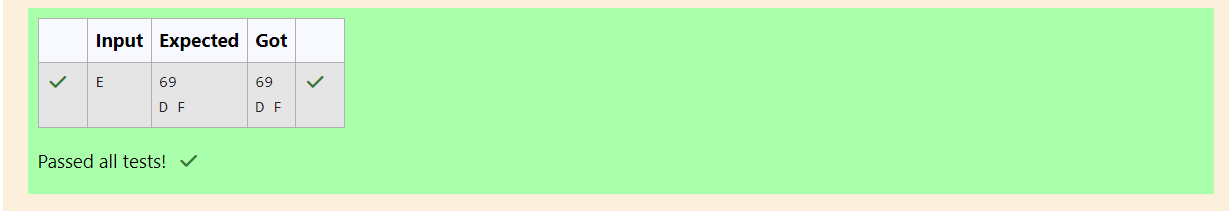 Input Expected Got
E 69 69
D F D F
Passed all tests!